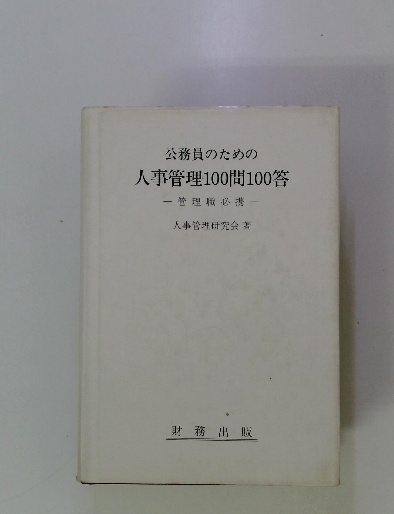 公務員のための
人事管理100問100答
― 管理職必携 ―
人事管理研究会 著
財務出版